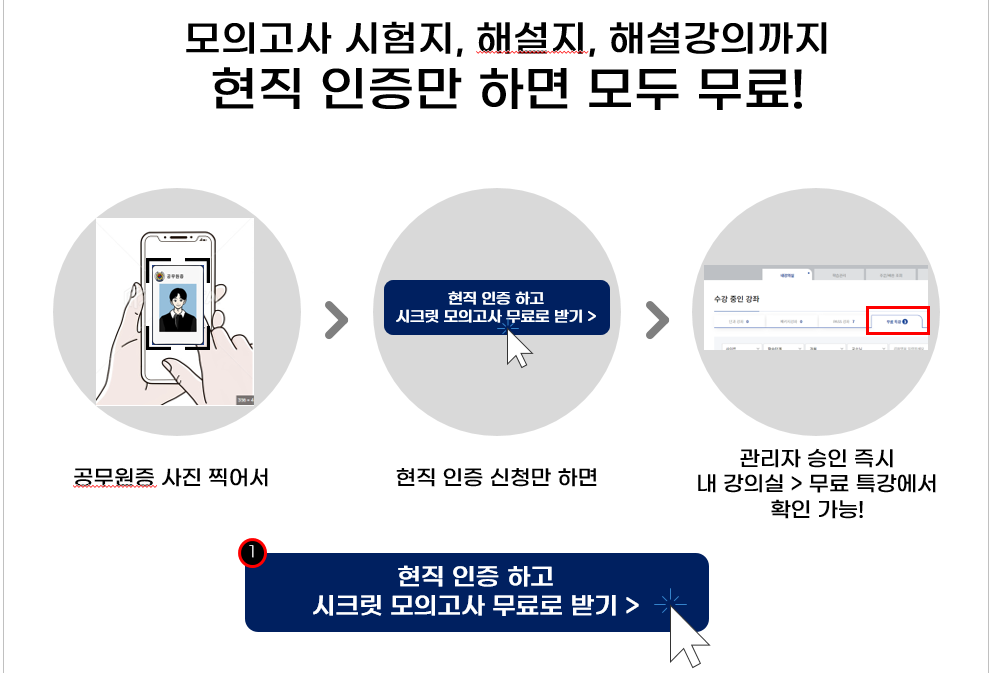 모의고사 시험지, 해설지, 해설강의까지
현직 인증만 하면 모두 무료!
공무원증
현직 인증 하고
시크릿 모의고사 무료로 받기 >
수강 중인 강좌
공무원증 사진 찍어서
현직 인증 신청만 하면
관리자 승인 즉시
내 강의실 > 무료 특강에서
확인 가능!
1
현직 인증 하고
시크릿 모의고사 무료로 받기 >